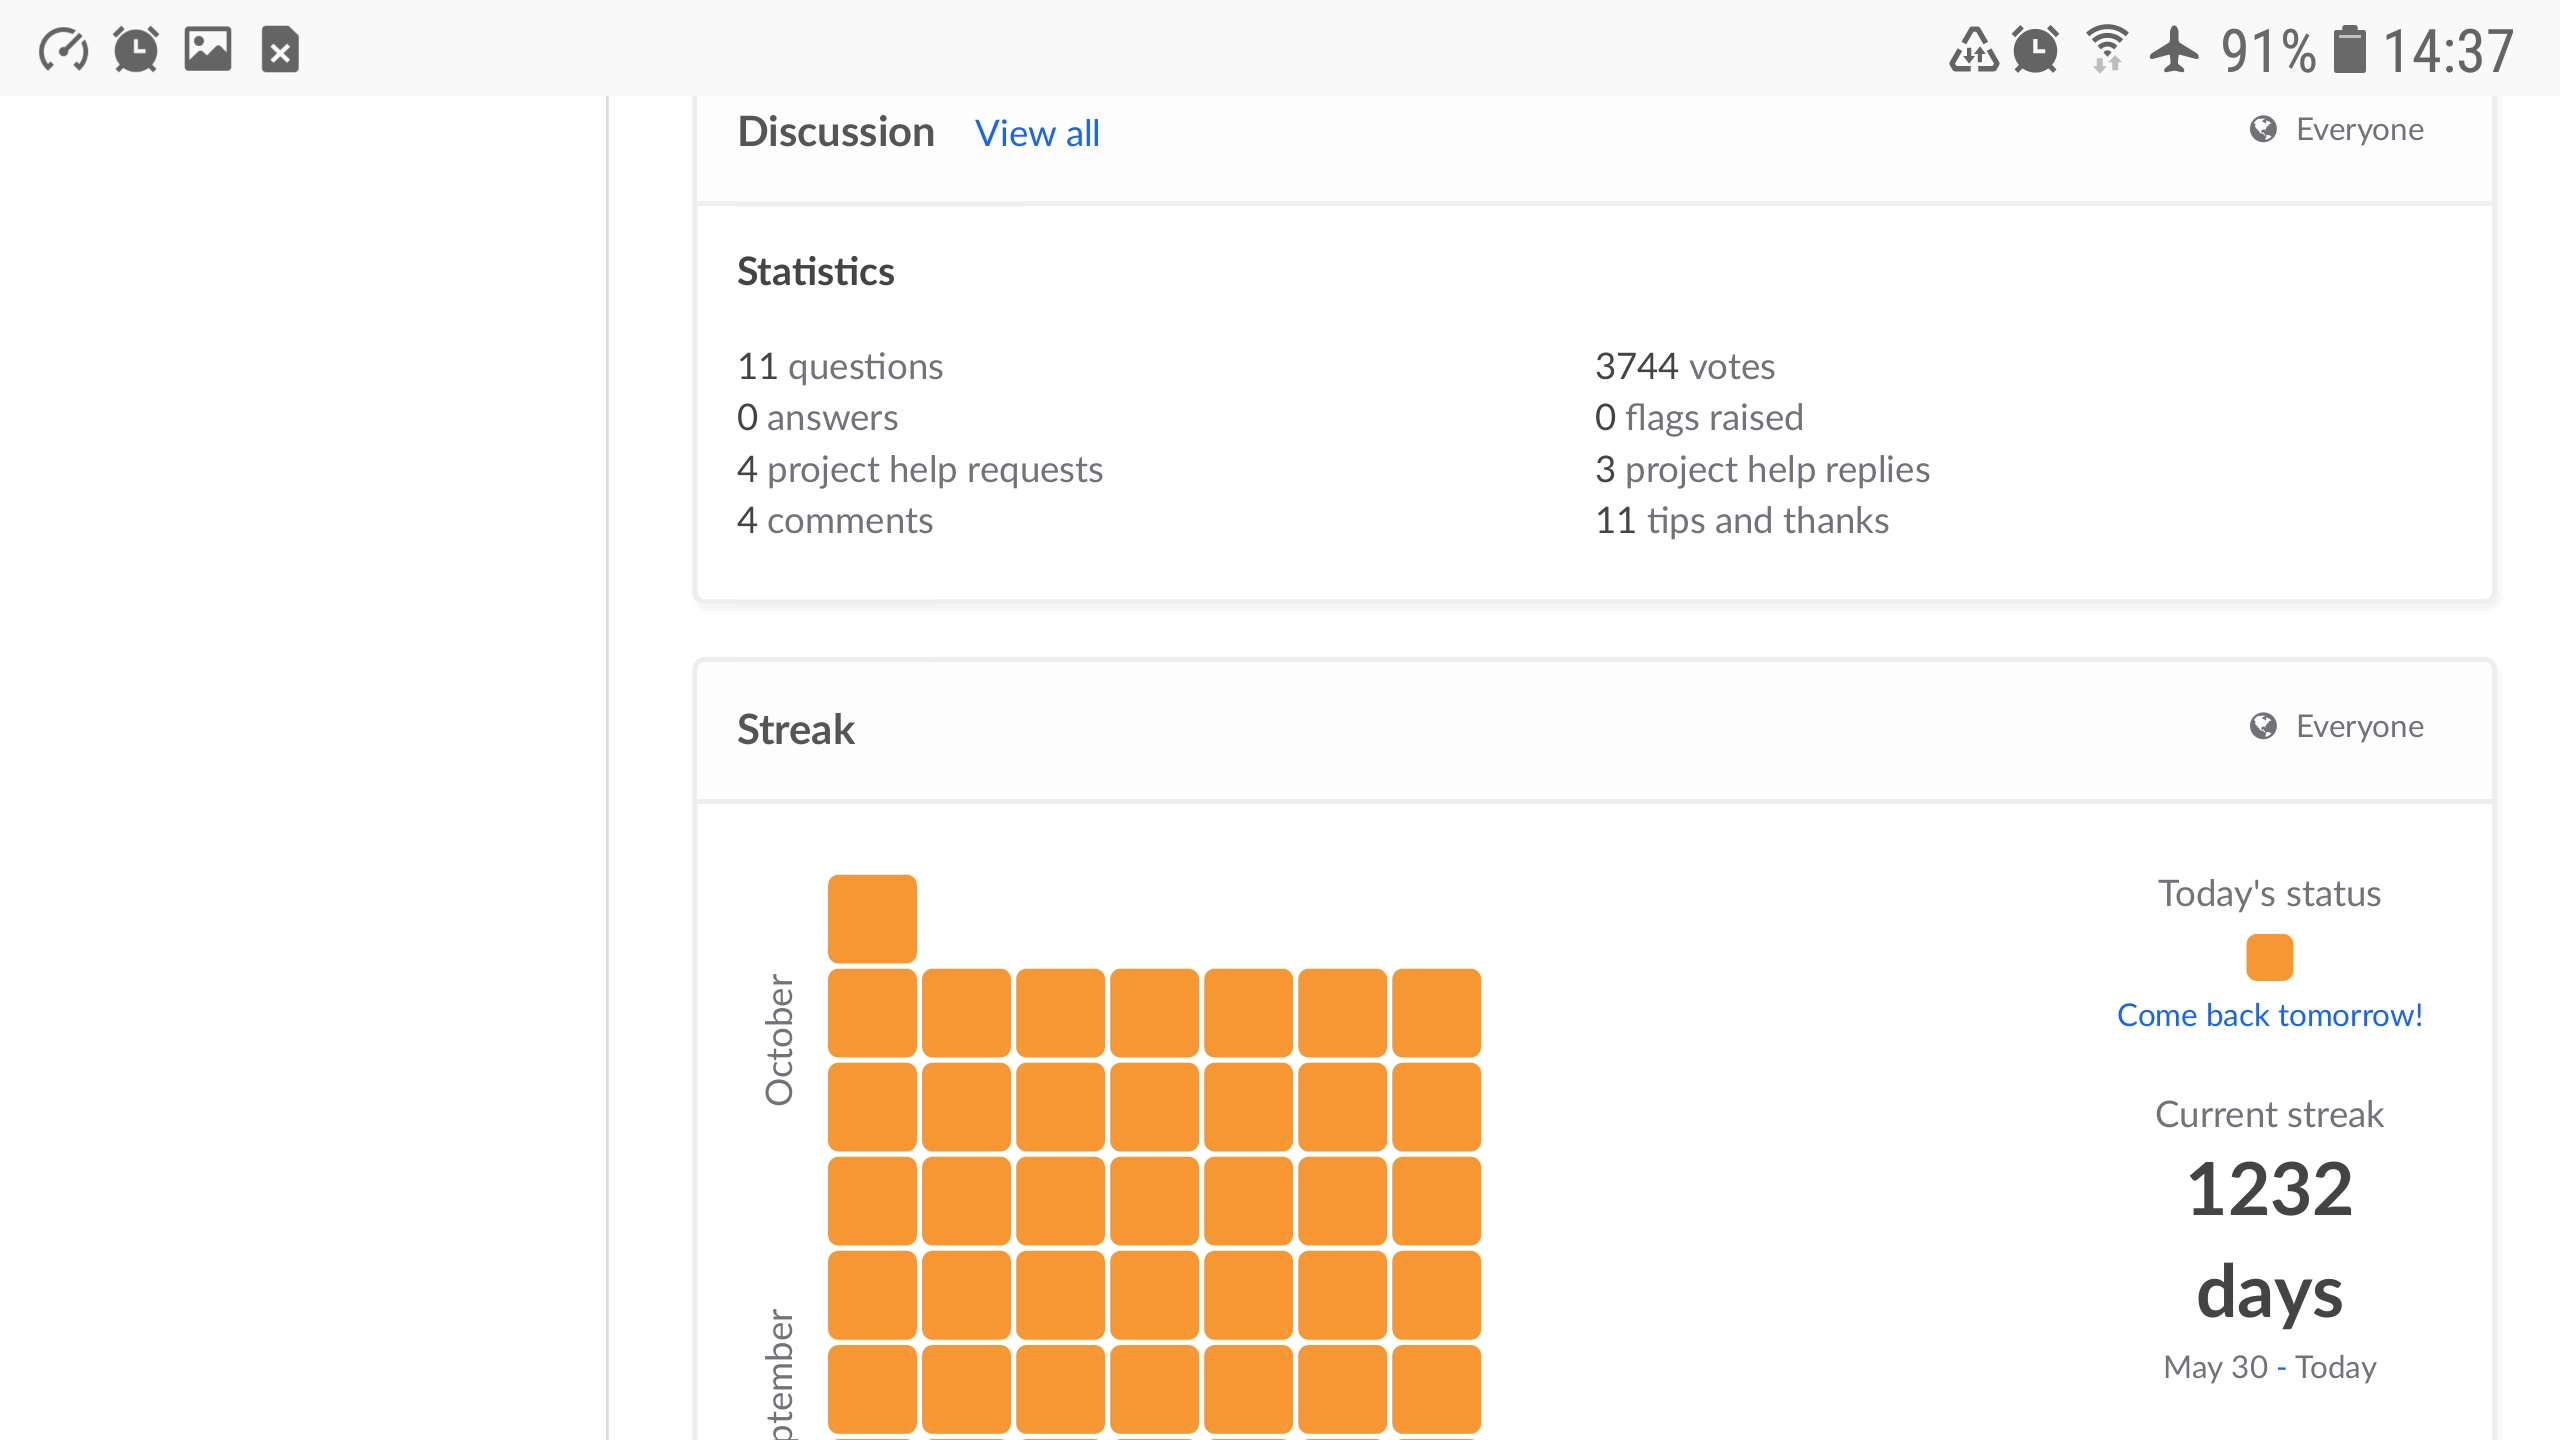 91% 14:37
Discussion View all Everyone
Statistics
11 questions
0 answers
4 project help requests
4 comments
3744 votes
0 flags raised
3 project help replies
11 tips and thanks
Streak Everyone
October
ptember
Today's status
Come back tomorrow!
Current streak
1232
days
May 30 - Today